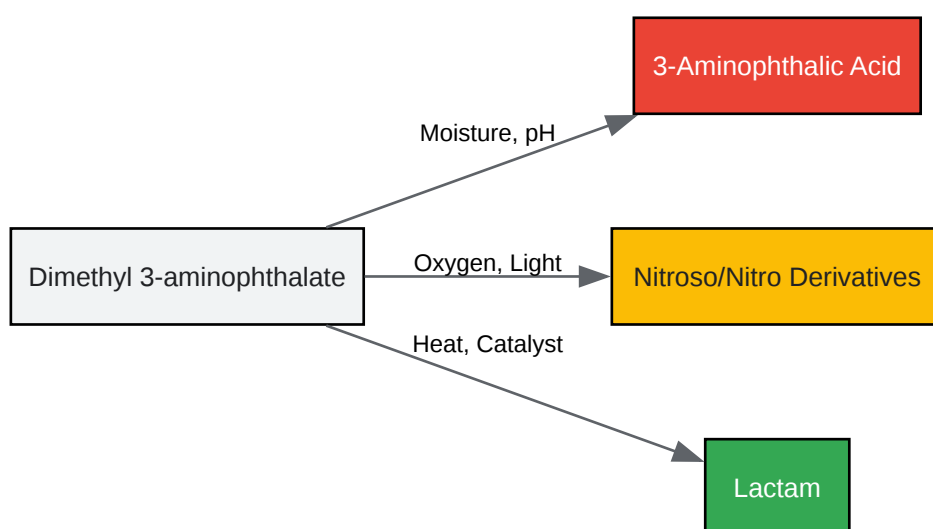 3-Aminophthalic Acid
Moisture, pH
Dimethyl 3-aminophthalate
Oxygen, Light
Nitroso/Nitro Derivatives
Heat, Catalyst
Lactam